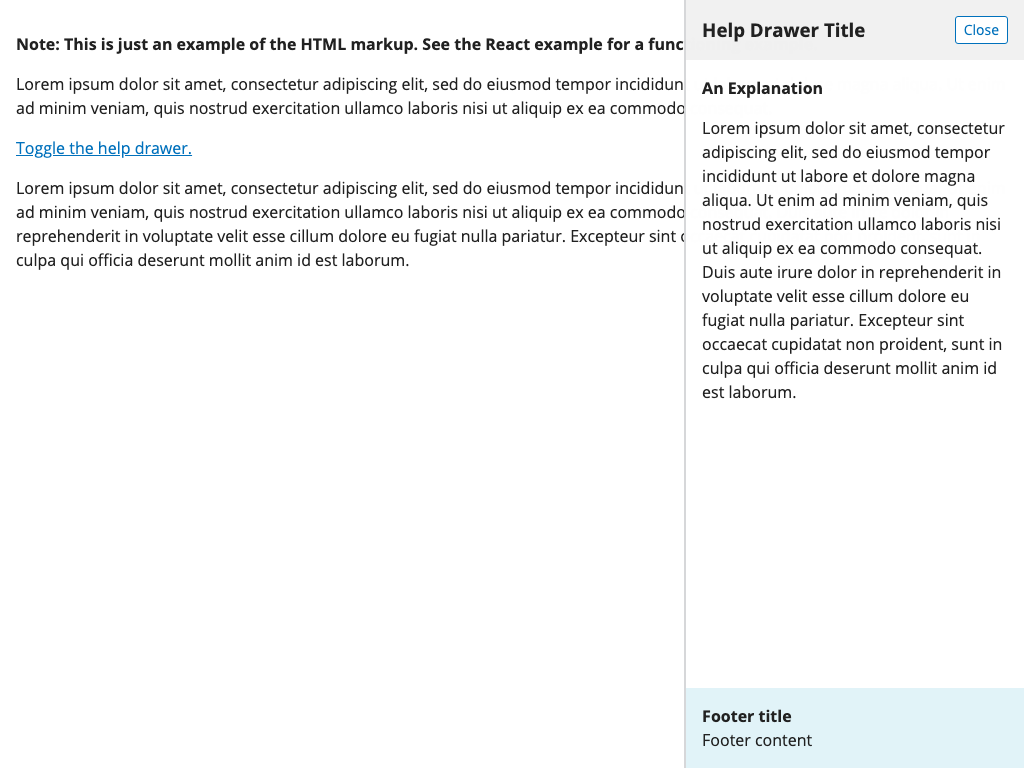 Note: This is just an example of the HTML markup. See the React example for a
Lorem ipsum dolor sit amet, consectetur adipiscing elit, sed do eiusmod tempor
ad minim veniam, quis nostrud exercitation ullamco laboris nisi ut aliquip ex ea commodo
Toggle the help drawer.
Lorem ipsum dolor sit amet, consectetur adipiscing elit, sed do eiusmod tempor
ad minim veniam, quis nostrud exercitation ullamco laboris nisi ut aliquip ex ea commodo
reprehenderit in voluptate velit esse cillum dolore eu fugiat nulla pariatur. Excepteur sint
culpa qui officia deserunt mollit anim id est laborum.
Help Drawer Title
Close
An Explanation
Lorem ipsum dolor sit amet, consectetur
adipiscing elit, sed do eiusmod tempor
incididunt ut labore et dolore magna
aliqua. Ut enim ad minim veniam, quis
nostrud exercitation ullamco laboris nisi
ut aliquip ex ea commodo consequat.
Duis aute irure dolor in reprehenderit in
voluptate velit esse cillum dolore eu
fugiat nulla pariatur. Excepteur sint
occaecat cupidatat non proident, sunt in
culpa qui officia deserunt mollit anim id
est laborum.
Footer title
Footer content